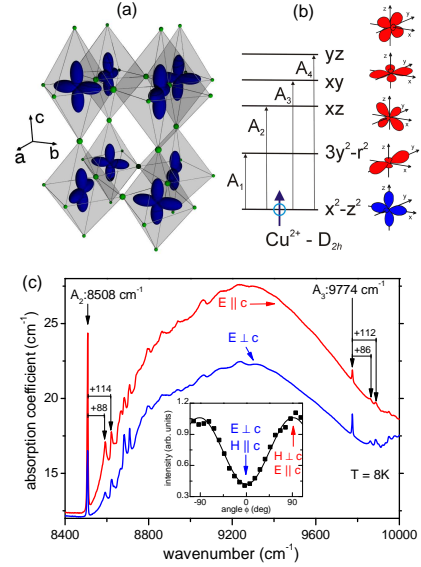 (a)
c
a
b
(b)
yz
A₄
xy
A₃
xz
A₂
3y²-r²
A₁
x²-z²
Cu²⁺ - D₂ₕ
z
y
x
z
y
x
z
y
x
z
y
x
z
y
x
(c)
A₂:8508 cm⁻¹
A₃:9774 cm⁻¹
E || c
+112
+86
+114
+88
E ⊥ c
absorption coefficient (cm⁻¹)
25
20
15
intensity (arb. units)
1.2
0.9
0.6
0.3
E ⊥ c
H || c
H ⊥ c
E || c
-90
0
90
angle ϕ (deg)
T = 8K
8400
8800
9200
9600
10000
wavenumber (cm⁻¹)